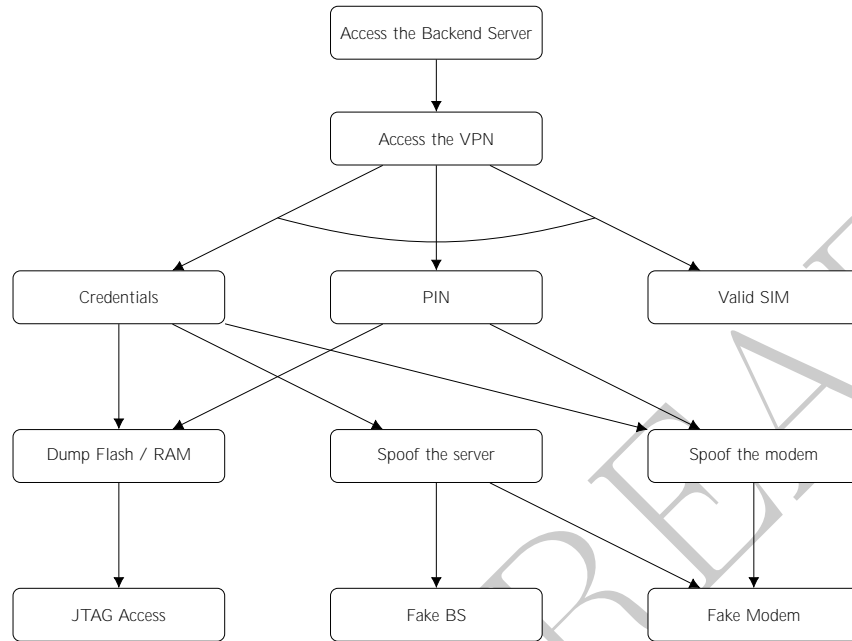 Access the Backend Server
Access the VPN
Credentials
PIN
Valid SIM
Dump Flash / RAM
Spoof the server
Spoof the modem
JTAG Access
Fake BS
Fake Modem